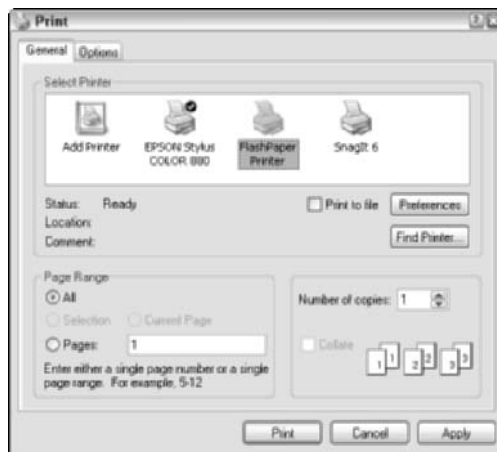 Print
General Options
Select Printer
Add Printer
EPSON Stylus COLOR 880
FlashPaper Printer
SnagIt 6
Status: Ready
Location:
Comment:
Print to file
Preferences
Find Printer...
Page Range
All
Selection Current Page
Pages: 1
Enter either a single page number or a single
page range. For example, 5-12
Number of copies: 1
Collate
1 1 2 2 3 3
Print Cancel Apply